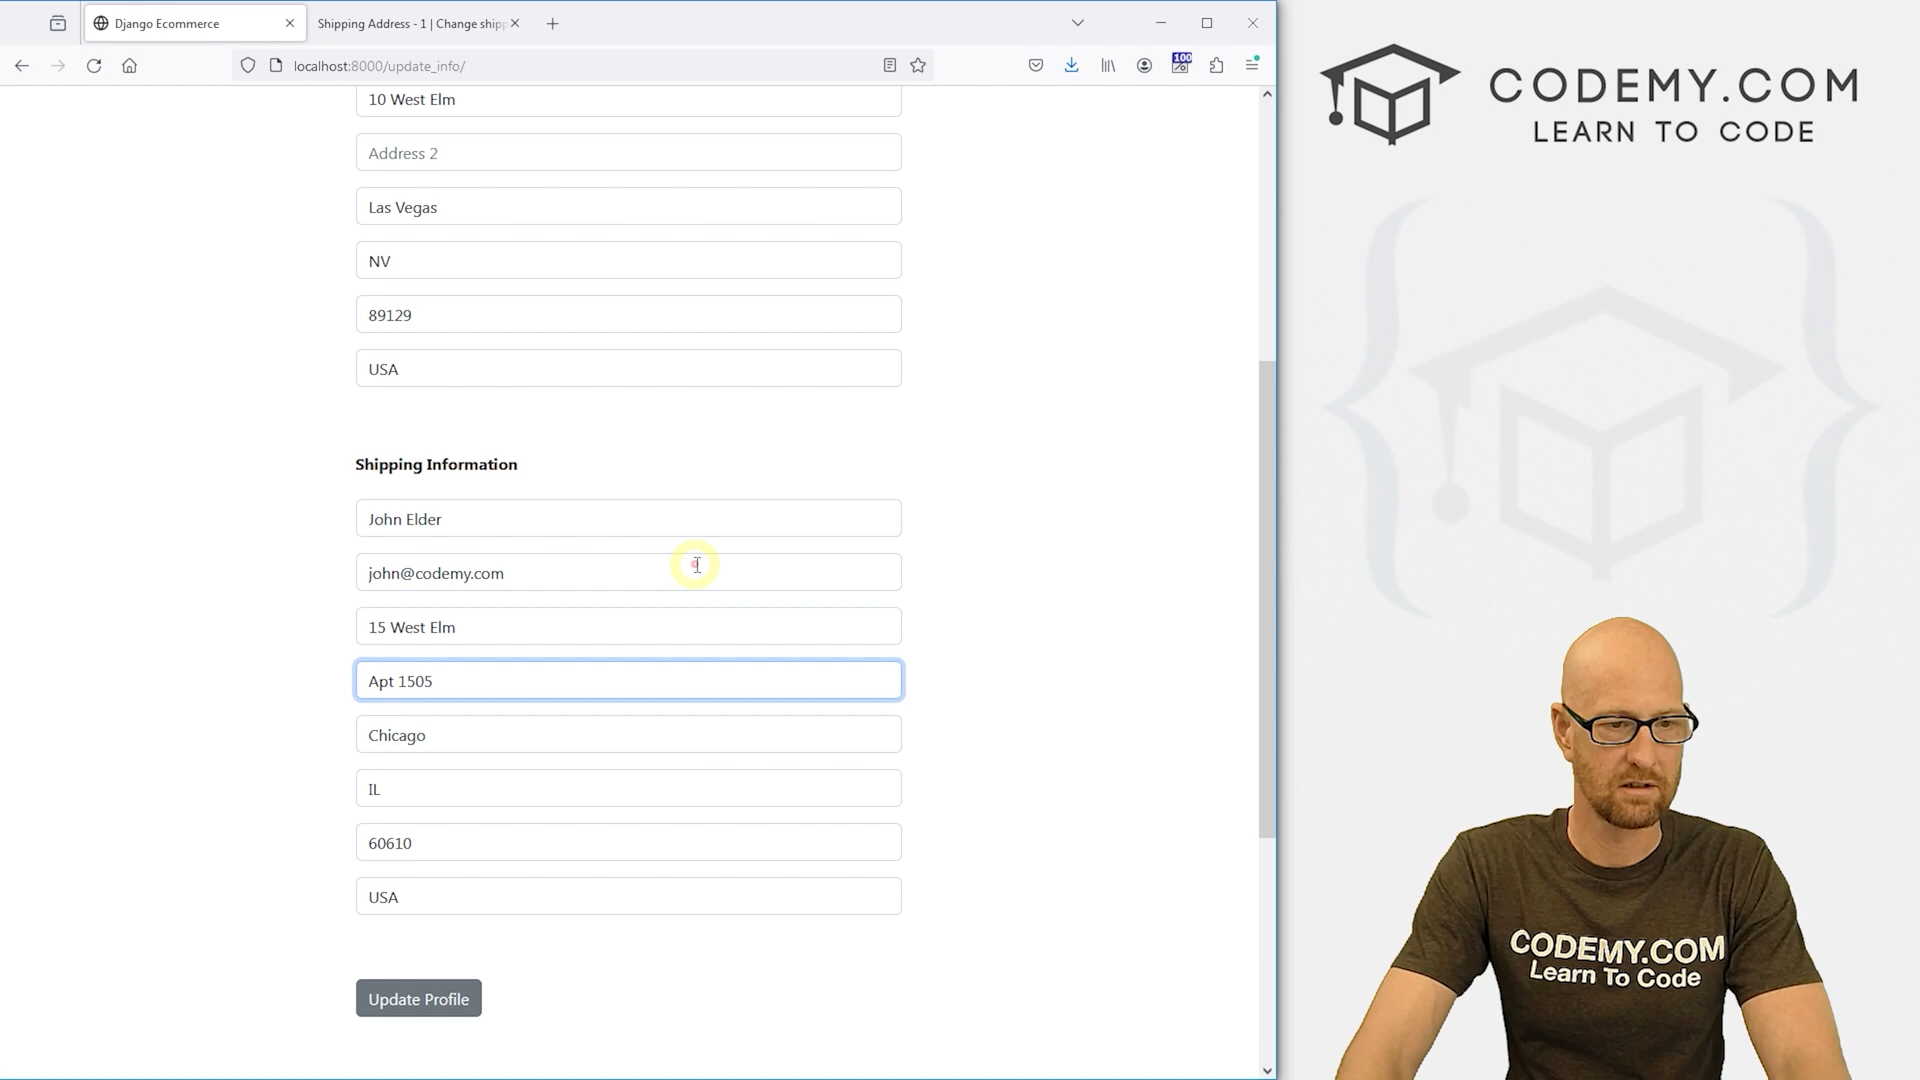 Django Ecommerce
Shipping Address - 1 | Change shipp
localhost:8000/update_info/
100
10 West Elm
Address 2
Las Vegas
NV
89129
USA
Shipping Information
John Elder
john@codemy.com
15 West Elm
Apt 1505
Chicago
IL
60610
USA
Update Profile
CODEMY.COM
LEARN TO CODE
CODEMY.COM
Learn To Code